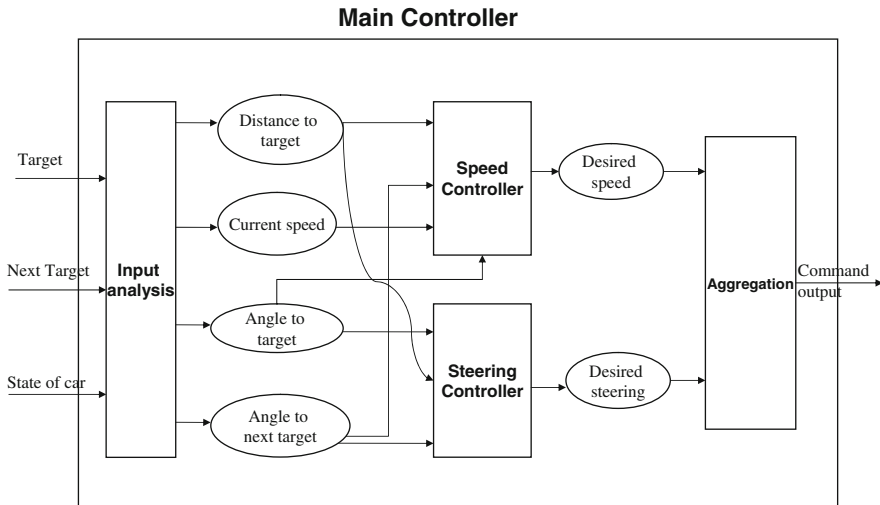 Main Controller
Target
Next Target
State of car
Input
analysis
Distance to
target
Current speed
Angle to
target
Angle to
next target
Speed
Controller
Steering
Controller
Desired
speed
Desired
steering
Aggregation
Command
output